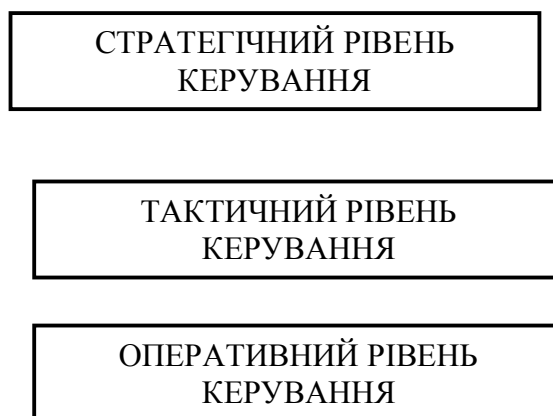 СТРАТЕГІЧНИЙ РІВЕНЬ
КЕРУВАННЯ
ТАКТИЧНИЙ РІВЕНЬ
КЕРУВАННЯ
ОПЕРАТИВНИЙ РІВЕНЬ
КЕРУВАННЯ